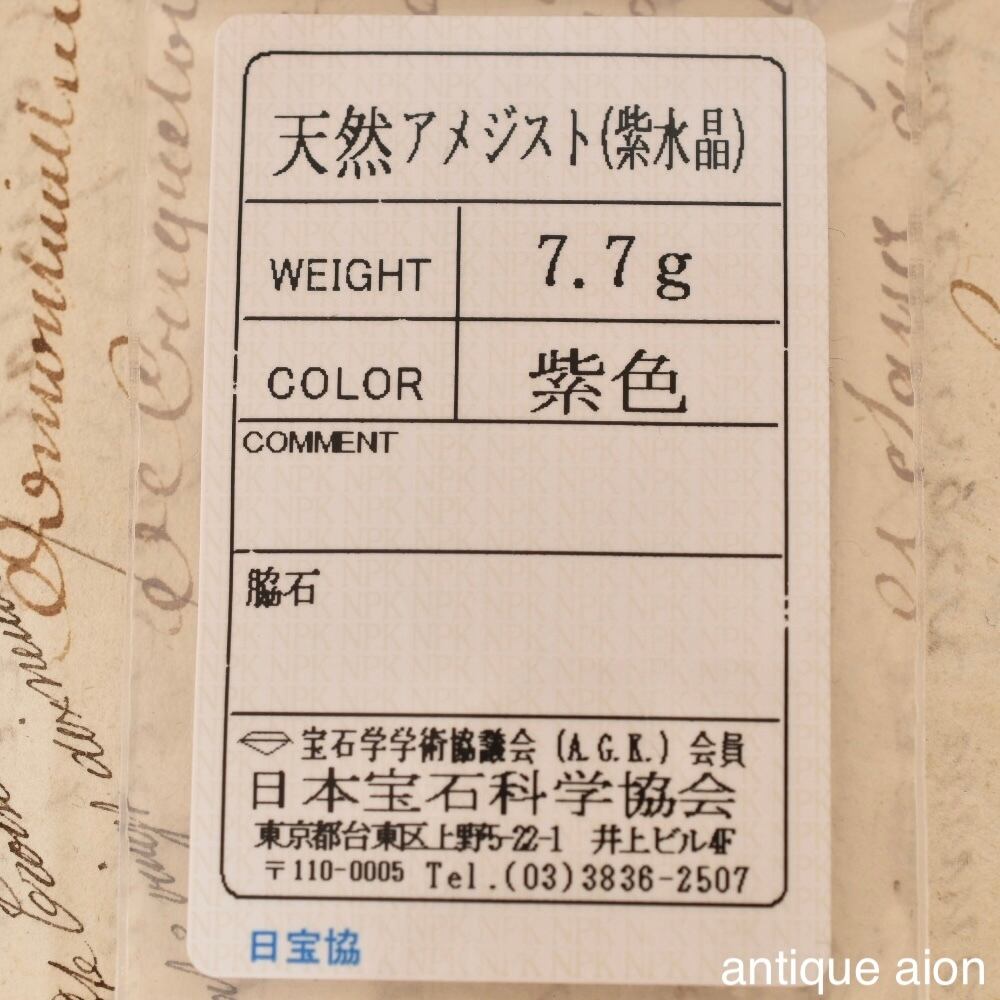 天然アメジスト(紫水晶)
WEIGHT 7.7g
COLOR 紫色
COMMENT
脇石
宝石学学術協議会 (A.G.K.) 会員
日本宝石科学協会
東京都台東区上野5-22-1 井上ビル4F
〒110-0005 Tel.(03)3836-2507
日宝協
antique aion